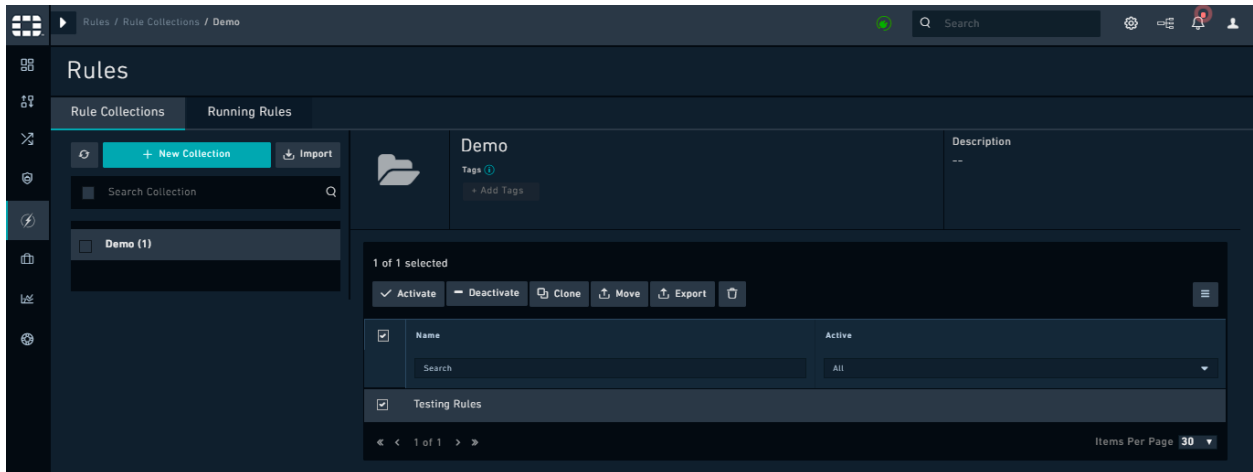 Rules / Rule Collections / Demo
Search
Rules
Rule Collections
Running Rules
+ New Collection
Import
Search Collection
Demo (1)
Demo
Tags
+ Add Tags
Description
--
1 of 1 selected
Activate
Deactivate
Clone
Move
Export
Name
Active
Search
All
Testing Rules
1 of 1
Items Per Page 30